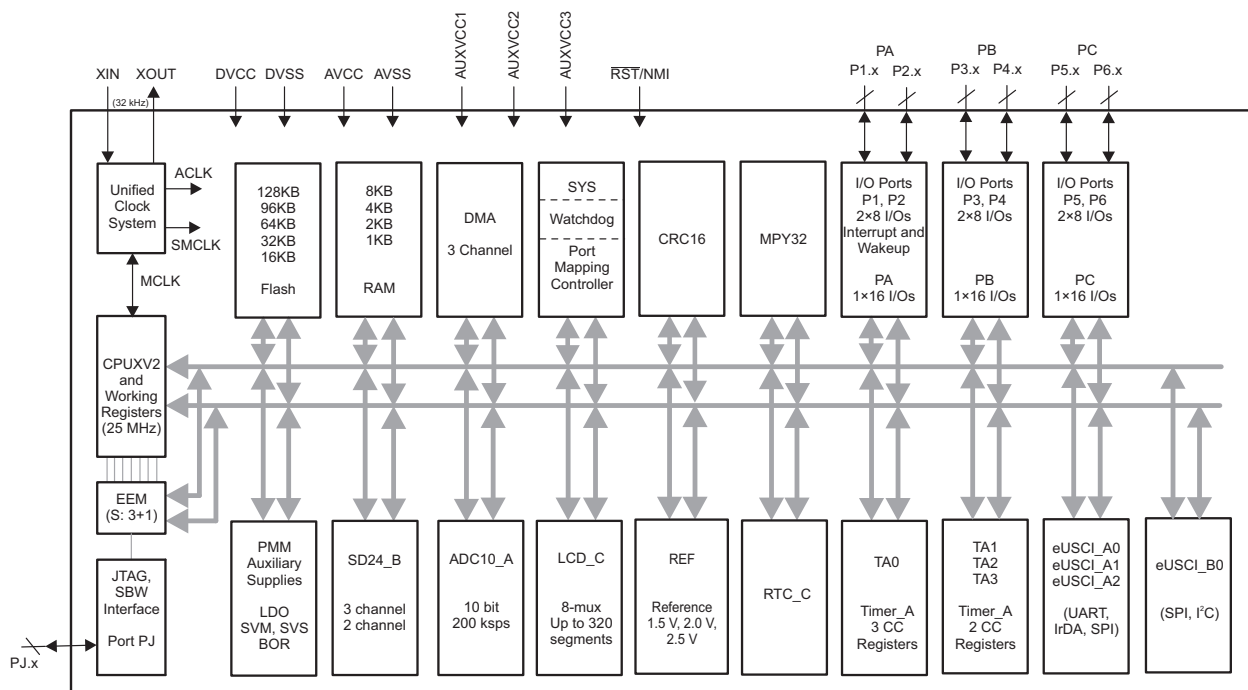 PA
PB
PC
AUXVCC1
AUXVCC2
AUXVCC3
XIN
XOUT
DVCC
DVSS
AVCC
AVSS
RST/NMI
P1.x
P2.x
P3.x
P4.x
P5.x
P6.x
(32 kHz)
Unified
Clock
System
ACLK
SMCLK
MCLK
128KB
96KB
64KB
32KB
16KB
Flash
8KB
4KB
2KB
1KB
RAM
DMA
3 Channel
SYS
Watchdog
Port
Mapping
Controller
CRC16
MPY32
I/O Ports
P1, P2
2×8 I/Os
Interrupt and
Wakeup
PA
1×16 I/Os
I/O Ports
P3, P4
2×8 I/Os
PB
1×16 I/Os
I/O Ports
P5, P6
2×8 I/Os
PC
1×16 I/Os
CPUXV2
and
Working
Registers
(25 MHz)
EEM
(S: 3+1)
JTAG,
SBW
Interface
Port PJ
PJ.x
PMM
Auxiliary
Supplies
LDO
SVM, SVS
BOR
SD24_B
3 channel
2 channel
ADC10_A
10 bit
200 ksps
LCD_C
8-mux
Up to 320
segments
REF
Reference
1.5 V, 2.0 V,
2.5 V
RTC_C
TA0
Timer_A
3 CC
Registers
TA1
TA2
TA3
Timer_A
2 CC
Registers
eUSCI_A0
eUSCI_A1
eUSCI_A2
(UART,
IrDA, SPI)
eUSCI_B0
(SPI, I²C)